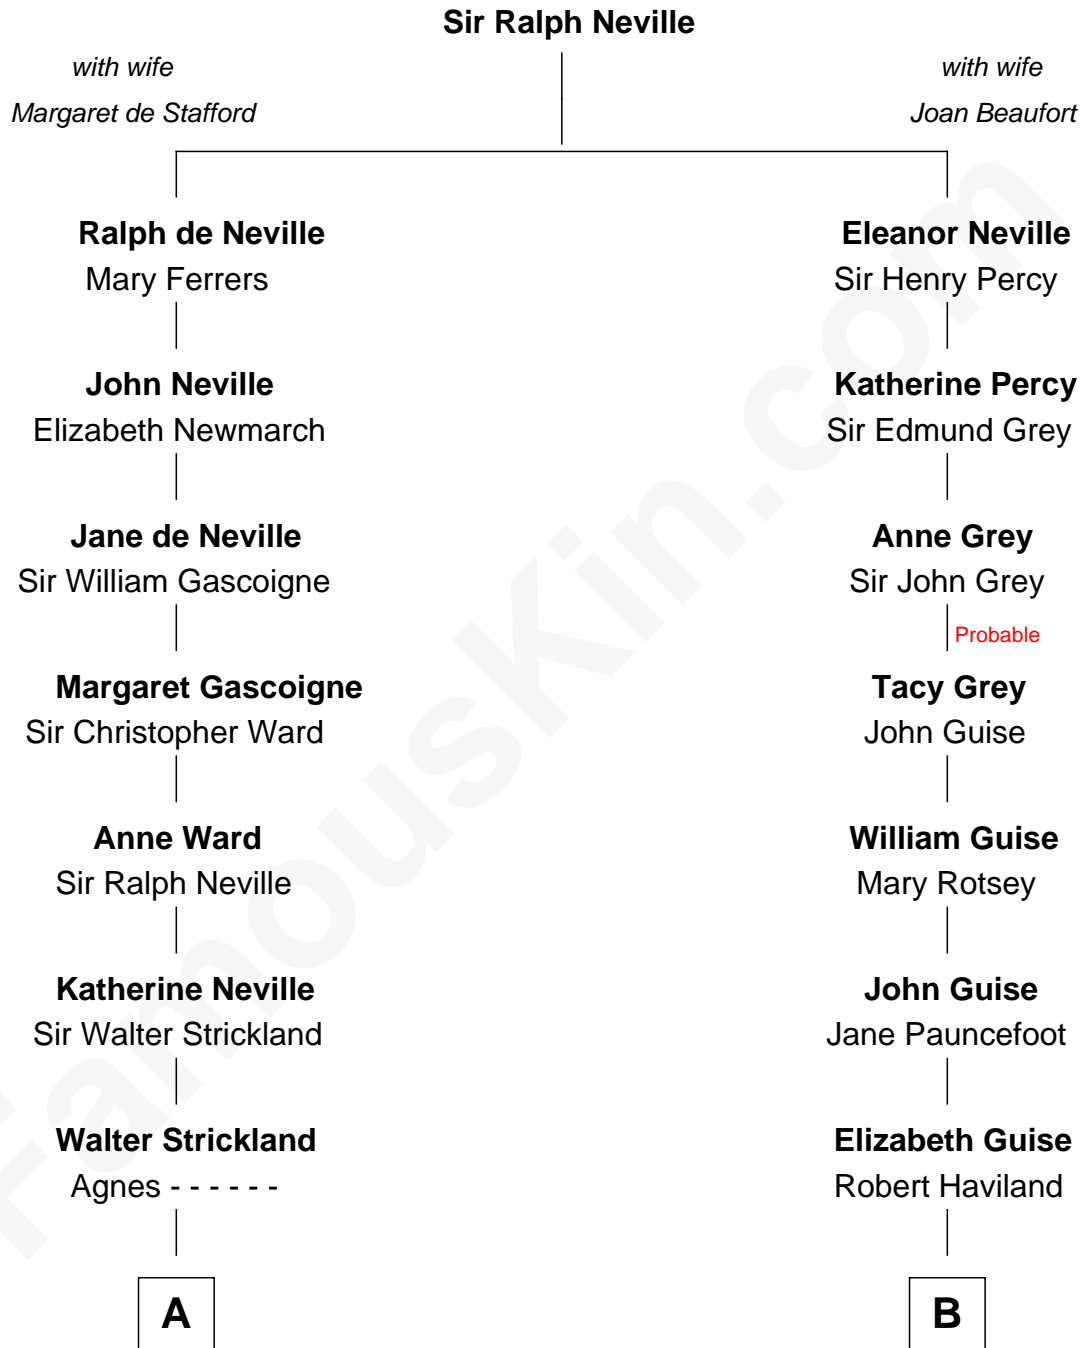 Sir Ralph Neville
with wife
Margaret de Stafford
with wife
Joan Beaufort
Ralph de Neville
Mary Ferrers
Eleanor Neville
Sir Henry Percy
John Neville
Elizabeth Newmarch
Katherine Percy
Sir Edmund Grey
Jane de Neville
Sir William Gascoigne
Anne Grey
Sir John Grey
Probable
Margaret Gascoigne
Sir Christopher Ward
Tacy Grey
John Guise
Anne Ward
Sir Ralph Neville
William Guise
Mary Rotsey
Katherine Neville
Sir Walter Strickland
John Guise
Jane Pauncefoot
Walter Strickland
Agnes - - - - - -
Elizabeth Guise
Robert Haviland
A
B
FamousKin.com